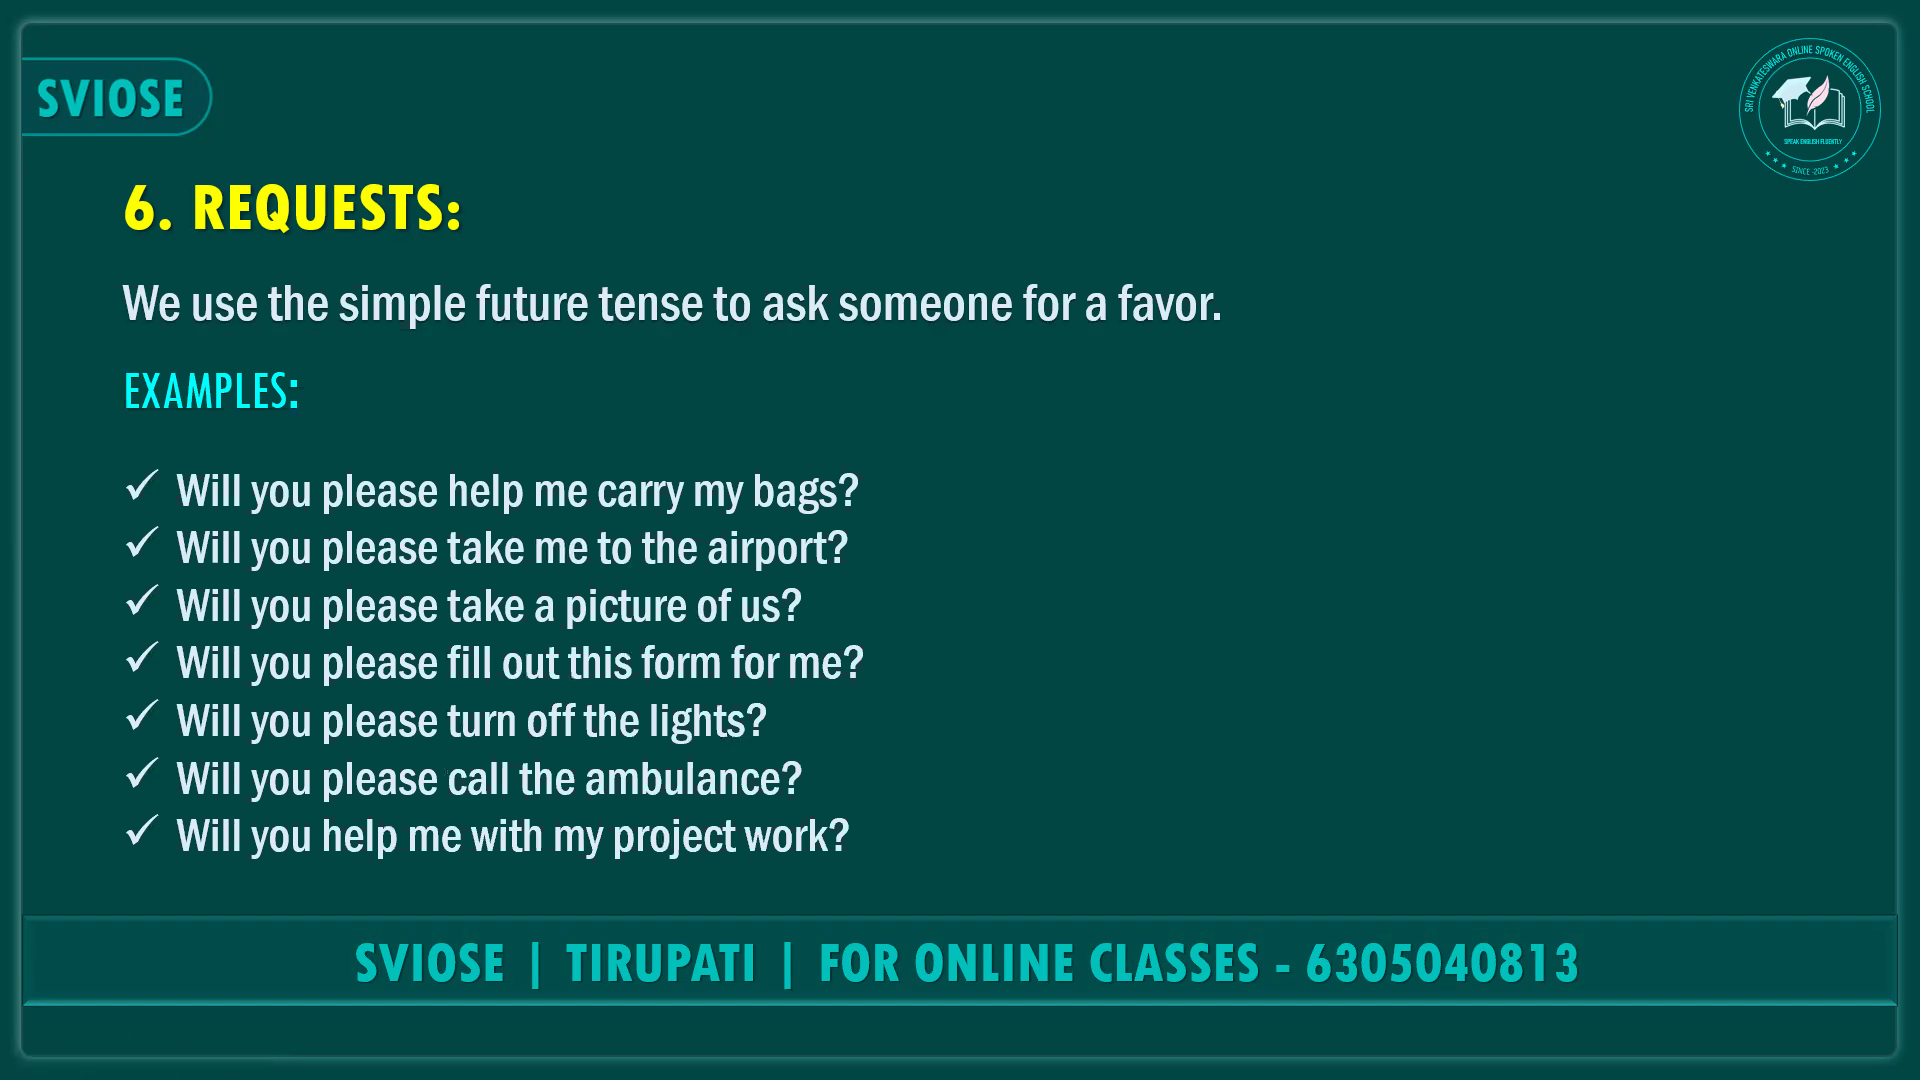 SVIOSE
SRI VENKATESWARA ONLINE SPOKEN ENGLISH SCHOOL
SPEAK ENGLISH FLUENTLY
SINCE -2023
6. REQUESTS:
We use the simple future tense to ask someone for a favor.
EXAMPLES:
✓ Will you please help me carry my bags?
✓ Will you please take me to the airport?
✓ Will you please take a picture of us?
✓ Will you please fill out this form for me?
✓ Will you please turn off the lights?
✓ Will you please call the ambulance?
✓ Will you help me with my project work?
SVIOSE | TIRUPATI | FOR ONLINE CLASSES - 6305040813